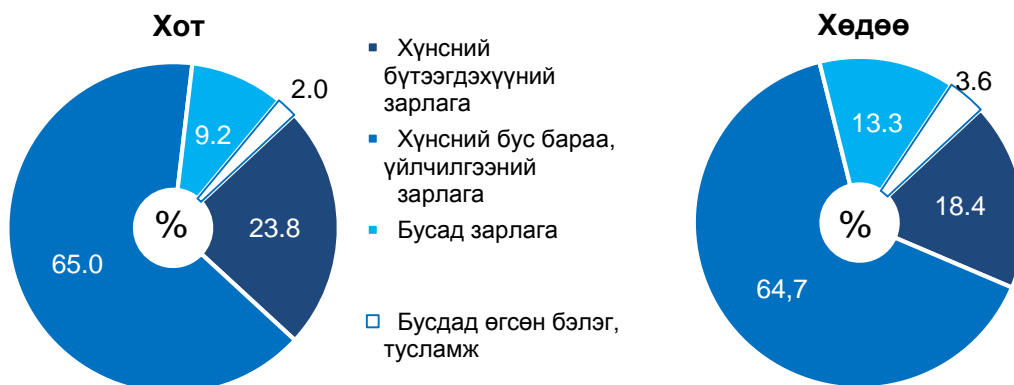 Хот
2.0
9.2
23.8
65.0
%
Хүнсний
бүтээгдэхүүний
зарлага
Хүнсний бус бараа,
үйлчилгээний
зарлага
Бусад зарлага
Бусдад өгсөн бэлэг,
тусламж
Хөдөө
3.6
13.3
18.4
64,7
%